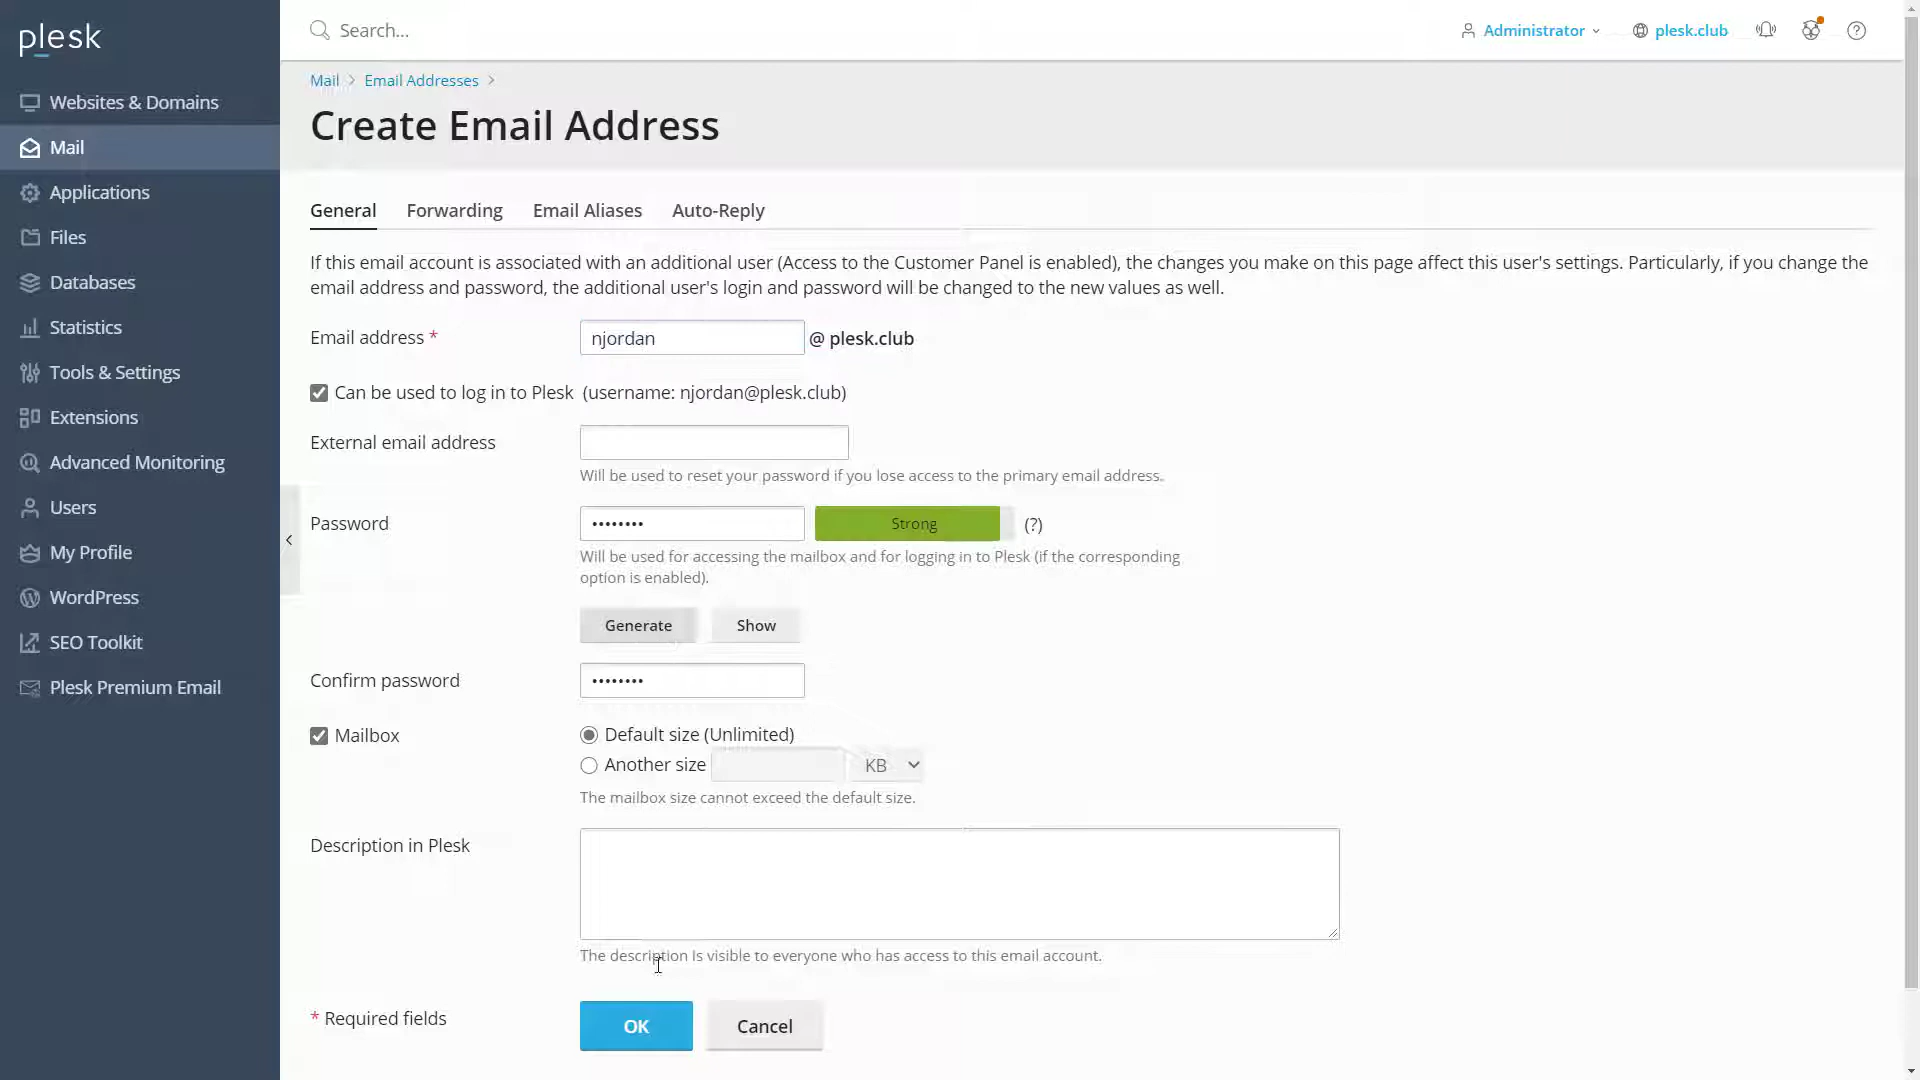 plesk
Search...
Administrator
plesk.club
Websites & Domains
Mail
Applications
Files
Databases
Statistics
Tools & Settings
Extensions
Advanced Monitoring
Users
My Profile
WordPress
SEO Toolkit
Plesk Premium Email
Mail > Email Addresses >
Create Email Address
General Forwarding Email Aliases Auto-Reply
If this email account is associated with an additional user (Access to the Customer Panel is enabled), the changes you make on this page affect this user's settings. Particularly, if you change the
email address and password, the additional user's login and password will be changed to the new values as well.
Email address * njordan @ plesk.club
Can be used to log in to Plesk (username: njordan@plesk.club)
External email address
Will be used to reset your password if you lose access to the primary email address.
Password •••••••• Strong (?)
Will be used for accessing the mailbox and for logging in to Plesk (if the corresponding
option is enabled).
Generate Show
Confirm password ••••••••
Mailbox Default size (Unlimited)
Another size KB
The mailbox size cannot exceed the default size.
Description in Plesk
The description is visible to everyone who has access to this email account.
* Required fields OK Cancel